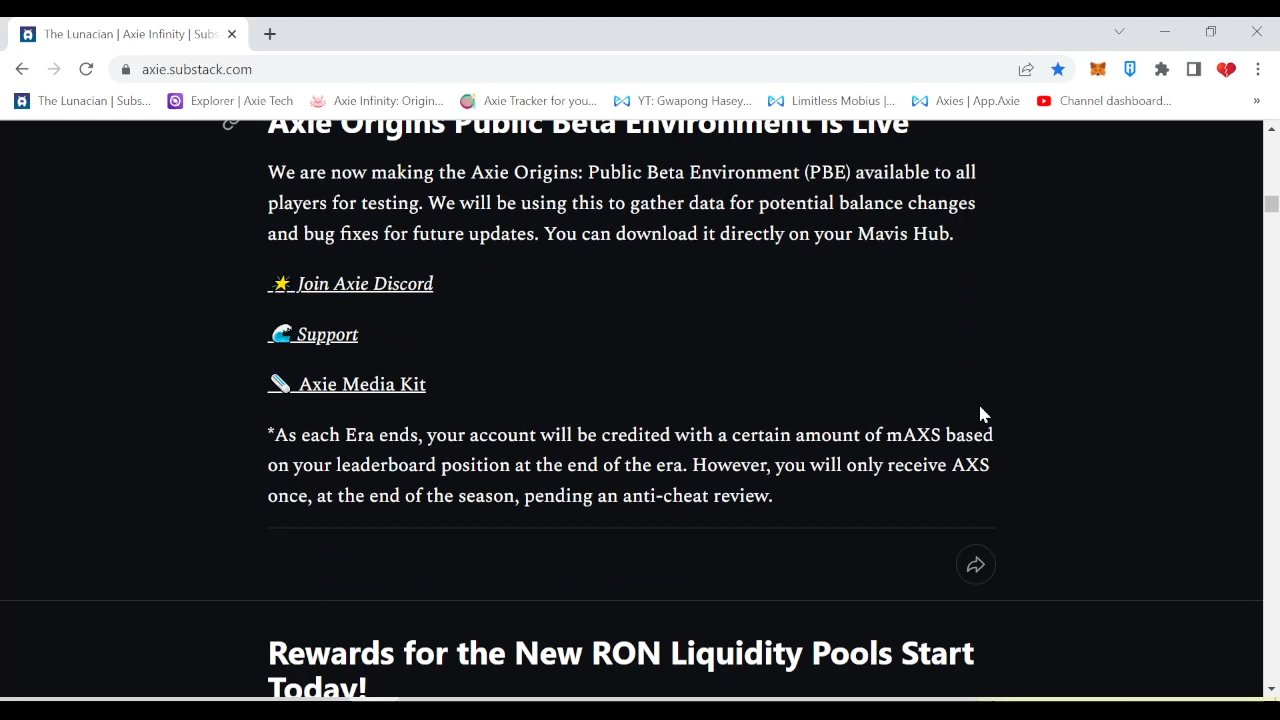 The Lunacian | Axie Infinity | Subs
axie.substack.com
The Lunacian | Subs...
Explorer | Axie Tech
Axie Infinity: Origin...
Axie Tracker for you...
YT: Gwapong Hasey...
Limitless Mobius |...
Axies | App.Axie
Channel dashboard...
»
Axie Origins Public Beta Environment is Live
We are now making the Axie Origins: Public Beta Environment (PBE) available to all
players for testing. We will be using this to gather data for potential balance changes
and bug fixes for future updates. You can download it directly on your Mavis Hub.
Join Axie Discord
Support
Axie Media Kit
*As each Era ends, your account will be credited with a certain amount of mAXS based
on your leaderboard position at the end of the era. However, you will only receive AXS
once, at the end of the season, pending an anti-cheat review.
Rewards for the New RON Liquidity Pools Start
Today!